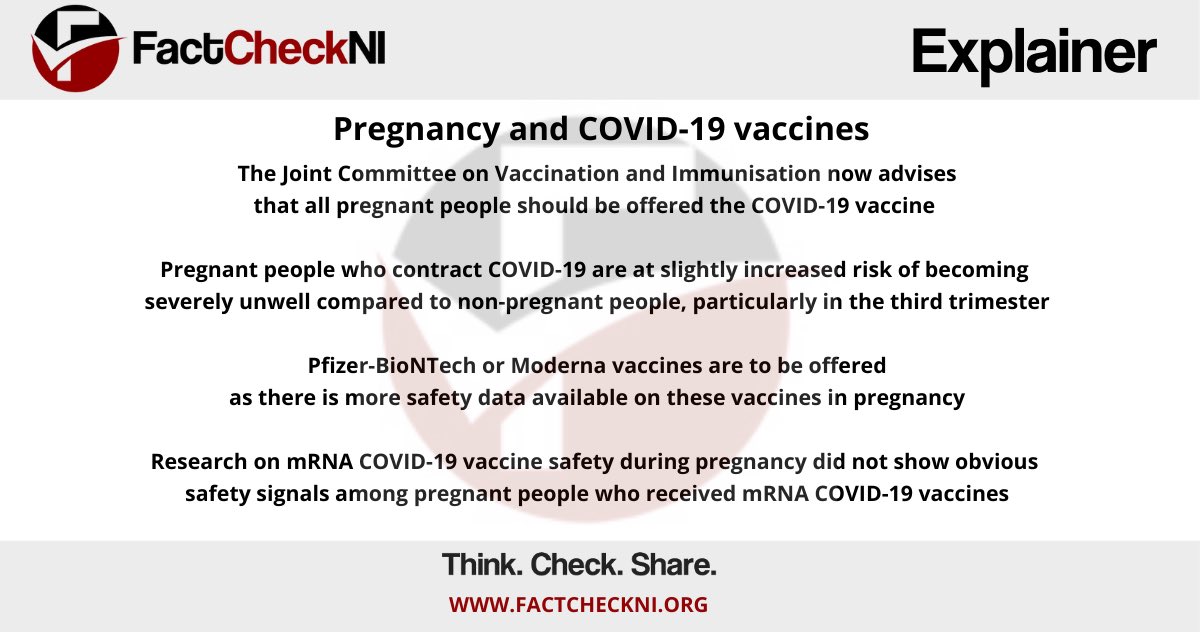 FactCheckNI
Explainer
Pregnancy and COVID-19 vaccines
The Joint Committee on Vaccination and Immunisation now advises
that all pregnant people should be offered the COVID-19 vaccine
Pregnant people who contract COVID-19 are at slightly increased risk of becoming
severely unwell compared to non-pregnant people, particularly in the third trimester
Pfizer-BioNTech or Moderna vaccines are to be offered
as there is more safety data available on these vaccines in pregnancy
Research on mRNA COVID-19 vaccine safety during pregnancy did not show obvious
safety signals among pregnant people who received mRNA COVID-19 vaccines
Think. Check. Share.
WWW.FACTCHECKNI.ORG